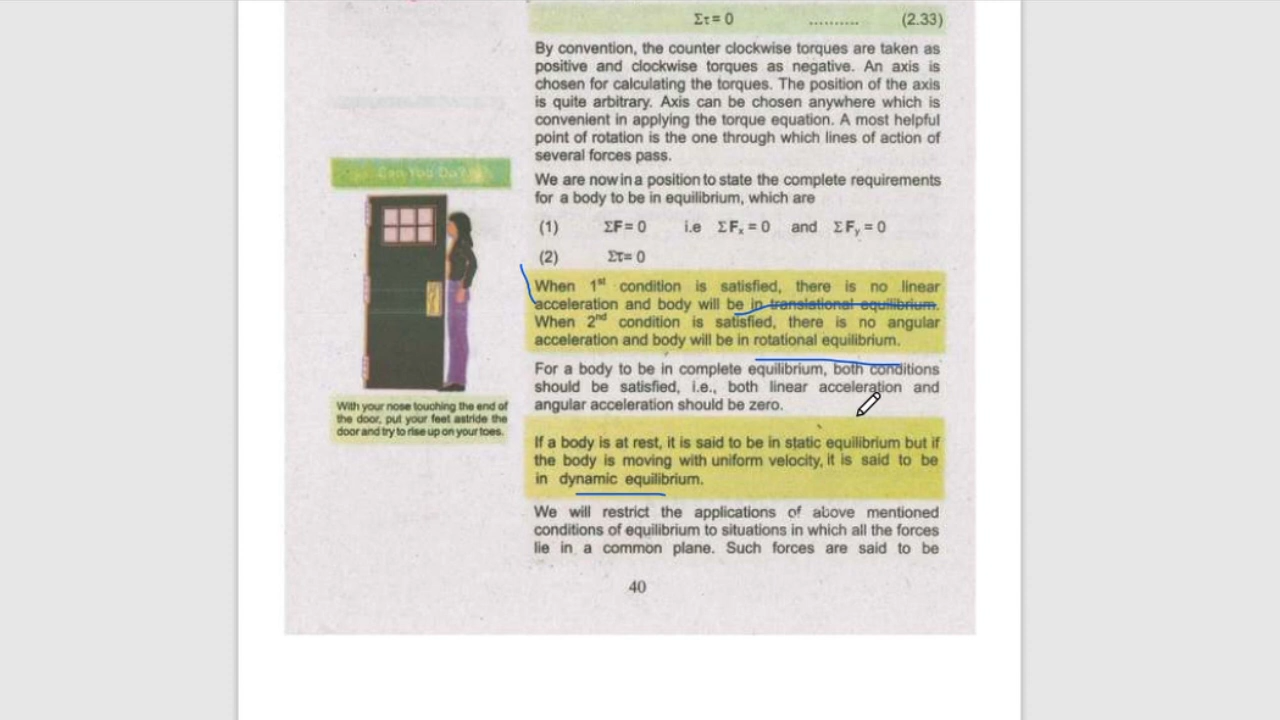 Στ = 0 .......... (2.33)
By convention, the counter clockwise torques are taken as
positive and clockwise torques as negative. An axis is
chosen for calculating the torques. The position of the axis
is quite arbitrary. Axis can be chosen anywhere which is
convenient in applying the torque equation. A most helpful
point of rotation is the one through which lines of action of
several forces pass.
We are now in a position to state the complete requirements
for a body to be in equilibrium, which are
(1) ΣF = 0 i.e ΣFₓ = 0 and ΣFᵧ = 0
(2) Στ= 0
When 1st condition is satisfied, there is no linear
acceleration and body will be in translational equilibrium.
When 2nd condition is satisfied, there is no angular
acceleration and body will be in rotational equilibrium.
For a body to be in complete equilibrium, both conditions
should be satisfied, i.e., both linear acceleration and
angular acceleration should be zero.
If a body is at rest, it is said to be in static equilibrium but if
the body is moving with uniform velocity, it is said to be
in dynamic equilibrium.
We will restrict the applications of above mentioned
conditions of equilibrium to situations in which all the forces
lie in a common plane. Such forces are said to be
Can You Do?
With your nose touching the end of
the door, put your feet astride the
door and try to rise up on your toes.
40